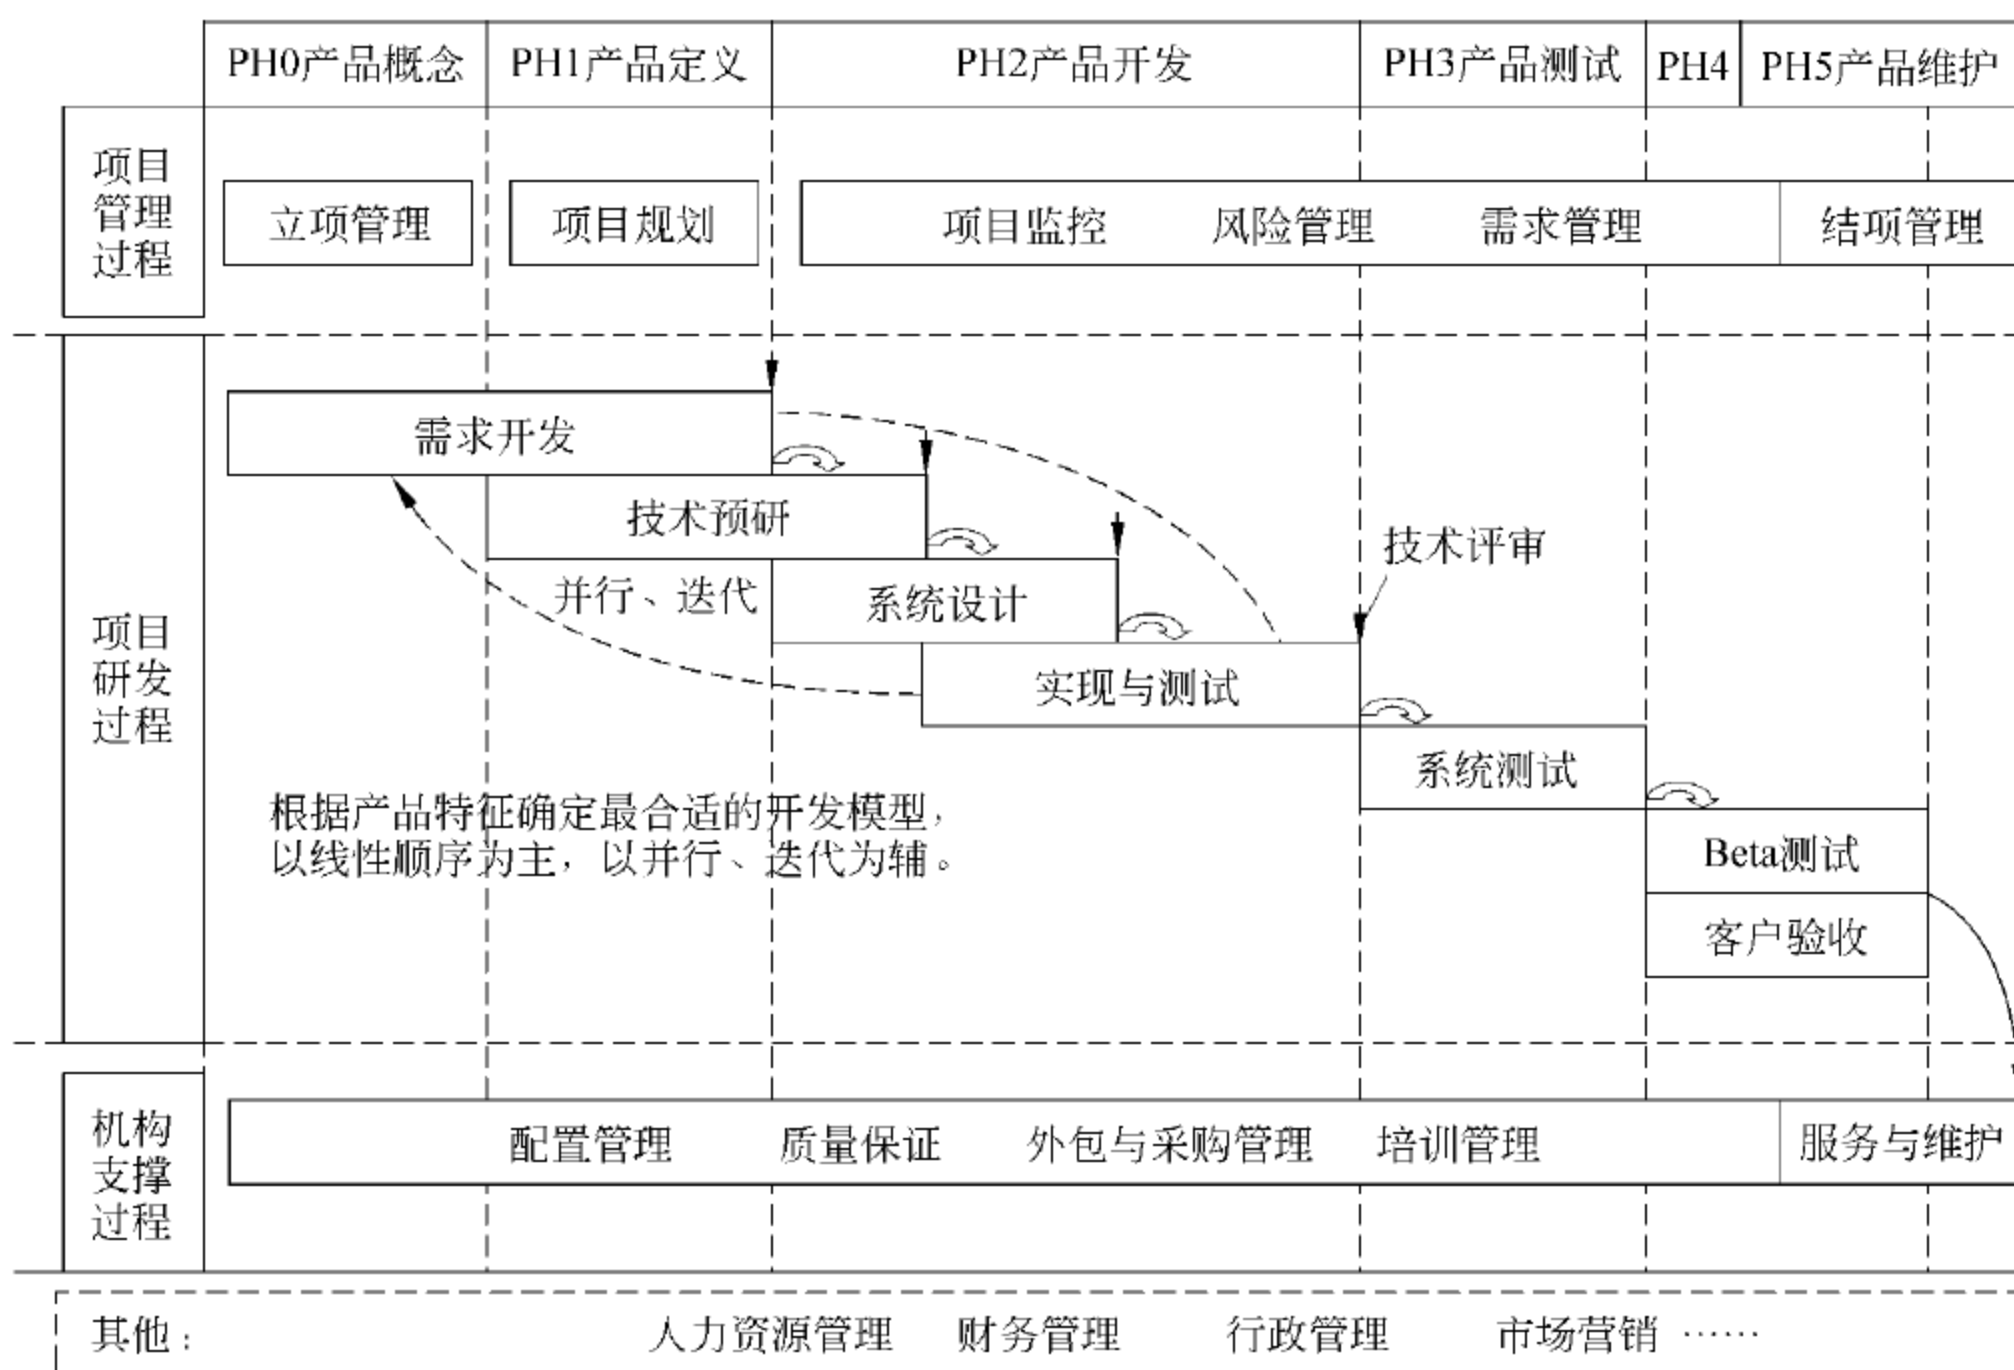 PH0产品概念
PH1产品定义
PH2产品开发
PH3产品测试
PH4
PH5产品维护
项目
管理
过程
立项管理
项目规划
项目监控
风险管理
需求管理
结项管理
项目
研发
过程
需求开发
技术预研
并行、迭代
系统设计
技术评审
实现与测试
系统测试
根据产品特征确定最合适的开发模型,
以线性顺序为主，以并行、迭代为辅。
Beta测试
客户验收
机构
支撑
过程
配置管理
质量保证
外包与采购管理
培训管理
服务与维护
其他：
人力资源管理
财务管理
行政管理
市场营销 ……